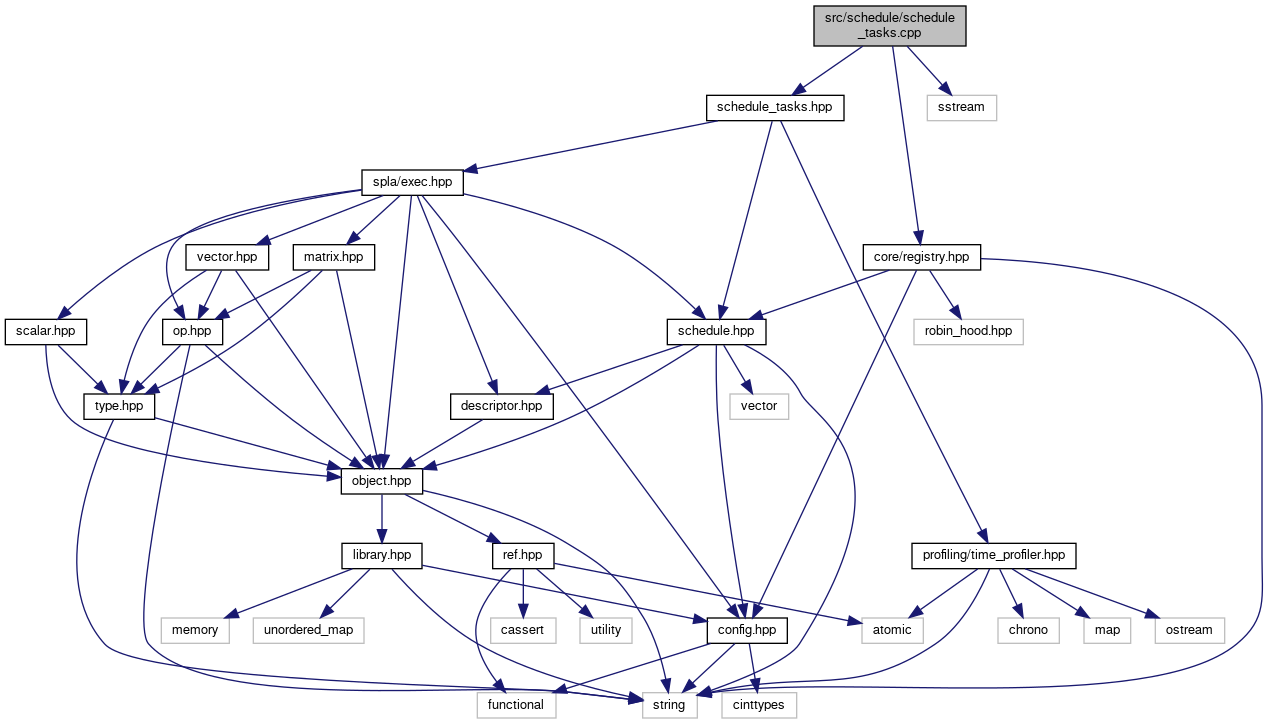 src/schedule/schedule
_tasks.cpp
schedule_tasks.hpp
sstream
spla/exec.hpp
vector.hpp
matrix.hpp
core/registry.hpp
scalar.hpp
op.hpp
schedule.hpp
robin_hood.hpp
type.hpp
descriptor.hpp
vector
object.hpp
library.hpp
ref.hpp
profiling/time_profiler.hpp
memory
unordered_map
cassert
utility
config.hpp
atomic
chrono
map
ostream
functional
string
cinttypes